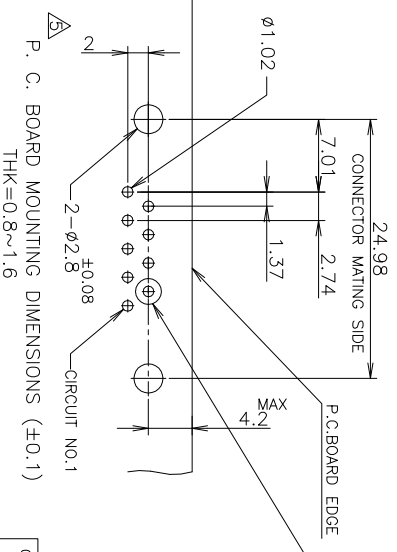 24.98
CONNECTOR MATING SIDE
7.01
2.74
1.37
P.C.BOARD EDGE
ø1.02
MAX
4.2
2
2-ø2.8 ±0.08
CIRCUIT NO.1
5
P. C. BOARD MOUNTING DIMENSIONS (±0.1)
THK=0.8~1.6